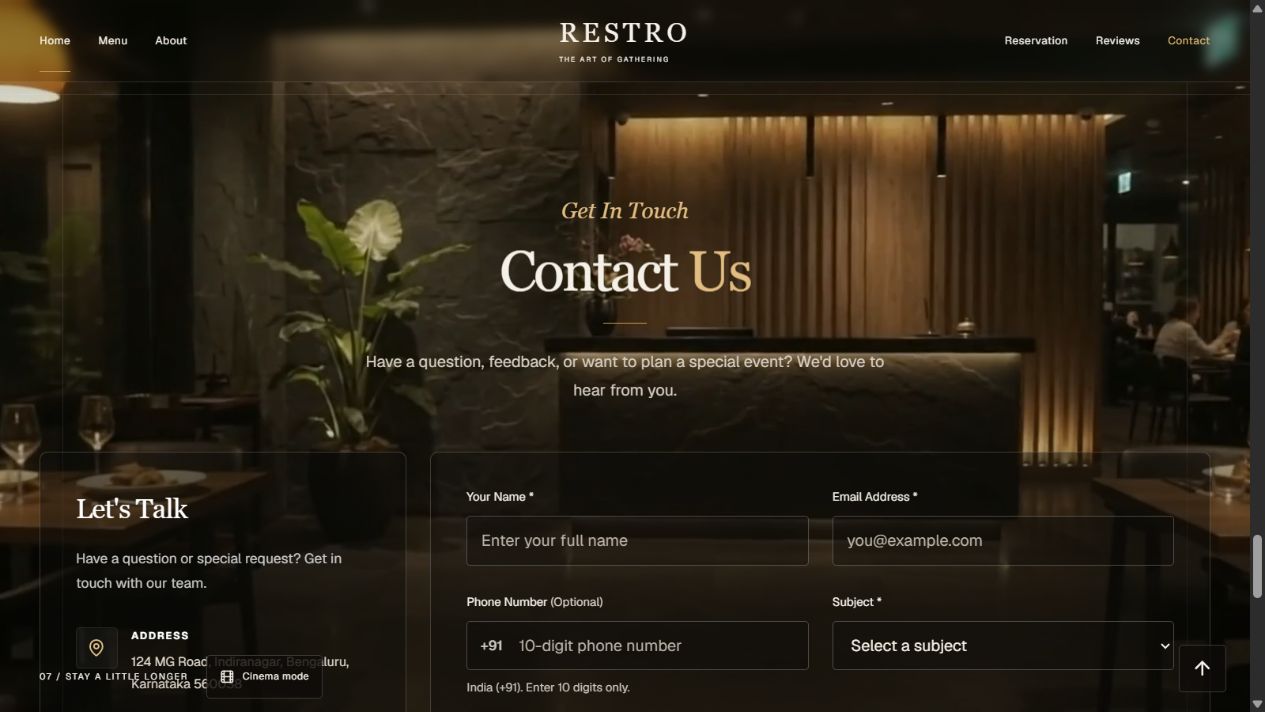 Home
Menu
About
RESTRO
THE ART OF GATHERING
Reservation
Reviews
Contact
Get In Touch
Contact Us
Have a question, feedback, or want to plan a special event? We'd love to
hear from you.
Let's Talk
Have a question or special request? Get in
touch with our team.
ADDRESS
124 MG Road, Indiranagar, Bengaluru,
Karnataka 560038
07 / STAY A LITTLE LONGER
Cinema mode
Your Name *
Enter your full name
Email Address *
you@example.com
Phone Number (Optional)
+91 10-digit phone number
India (+91). Enter 10 digits only.
Subject *
Select a subject